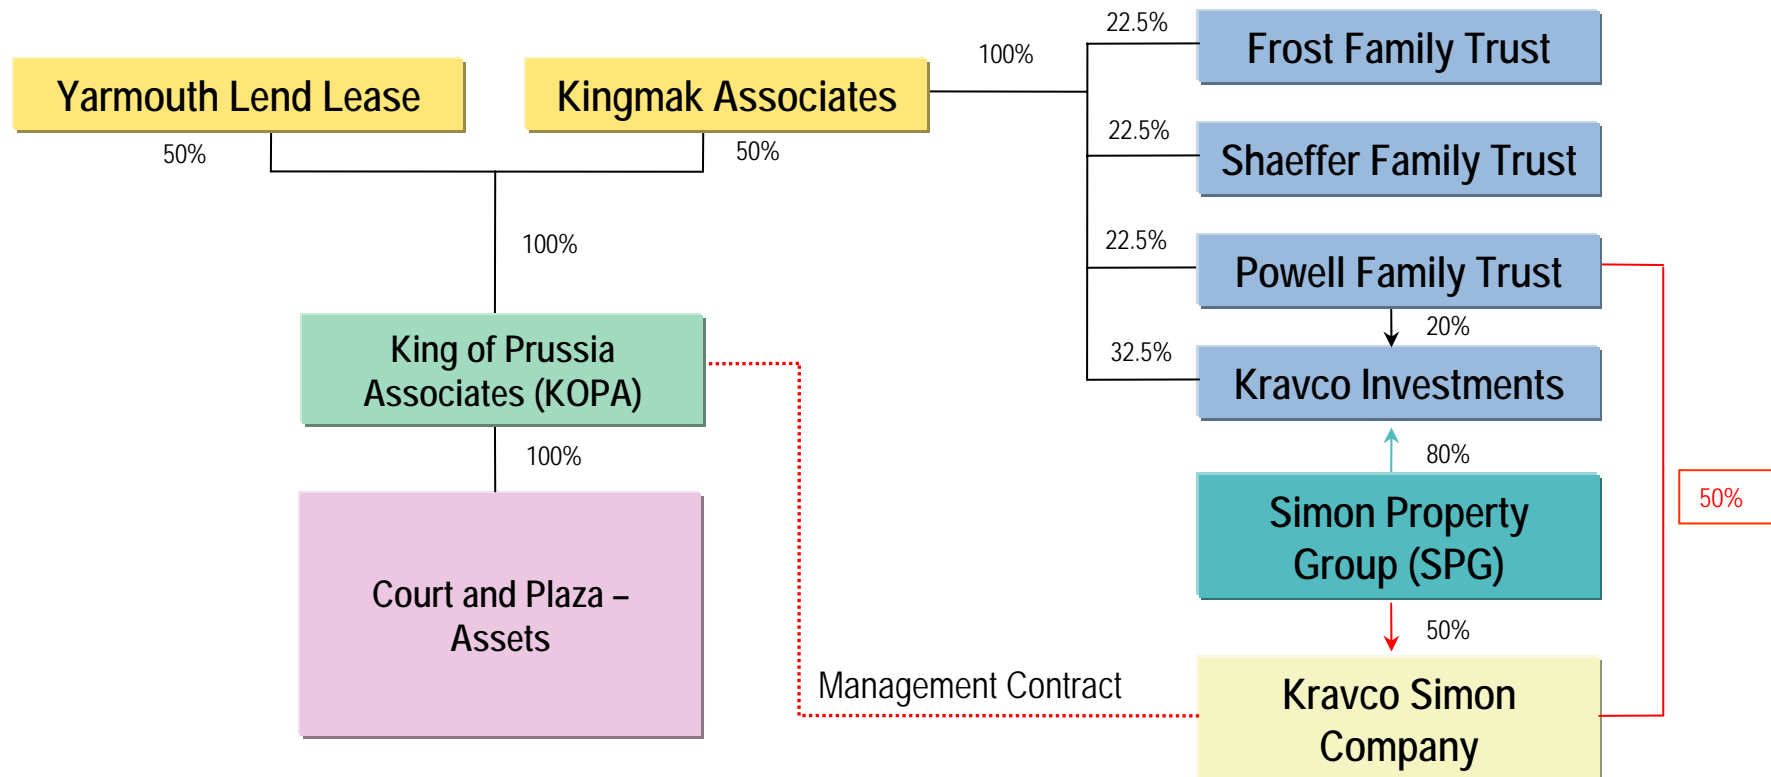 22.5%
Frost Family Trust
100%
Yarmouth Lend Lease
Kingmak Associates
22.5%
50%
50%
Shaeffer Family Trust
22.5%
100%
Powell Family Trust
20%
King of Prussia
Associates (KOPA)
32.5%
Kravco Investments
100%
80%
Simon Property
Group (SPG)
50%
Court and Plaza –
Assets
50%
Management Contract
Kravco Simon
Company